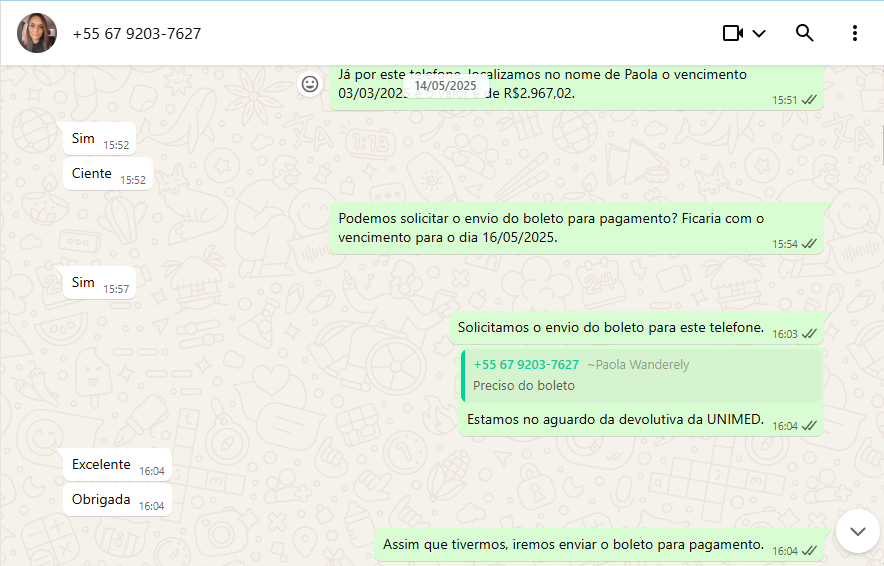 +55 67 9203-7627
Já por este telefone, localizamos no nome de Paola o vencimento
14/05/2025
03/03/2025 e o valor é de R$2.967,02.
15:51
Sim 15:52
Ciente 15:52
Podemos solicitar o envio do boleto para pagamento? Ficaria com o
vencimento para o dia 16/05/2025.
15:54
Sim 15:57
Solicitamos o envio do boleto para este telefone. 16:03
+55 67 9203-7627 ~Paola Wanderely
Preciso do boleto
Estamos no aguardo da devolutiva da UNIMED. 16:04
Excelente 16:04
Obrigada 16:04
Assim que tivermos, iremos enviar o boleto para pagamento. 16:04